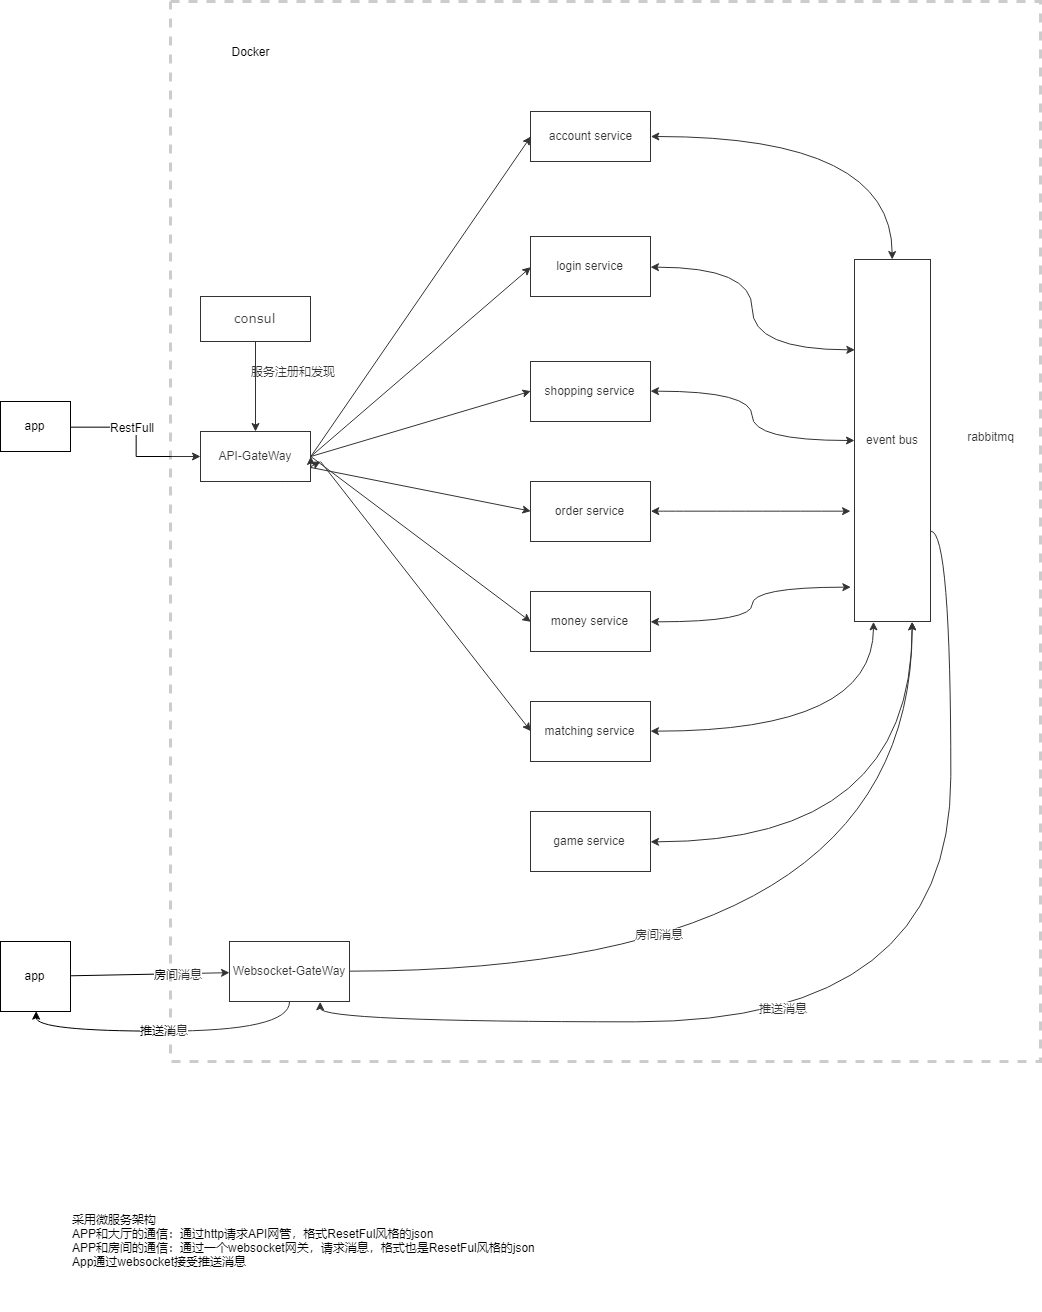 Docker
account service
login service
consul
服务注册和发现
shopping service
app
RestFull
API-GateWay
event bus
rabbitmq
order service
money service
matching service
game service
房间消息
app
房间消息
Websocket-GateWay
推送消息
推送消息
采用微服务架构
APP和大厅的通信：通过http请求API网管，格式ResetFul风格的json
APP和房间的通信：通过一个websocket网关，请求消息，格式也是ResetFul风格的json
App通过websocket接受推送消息